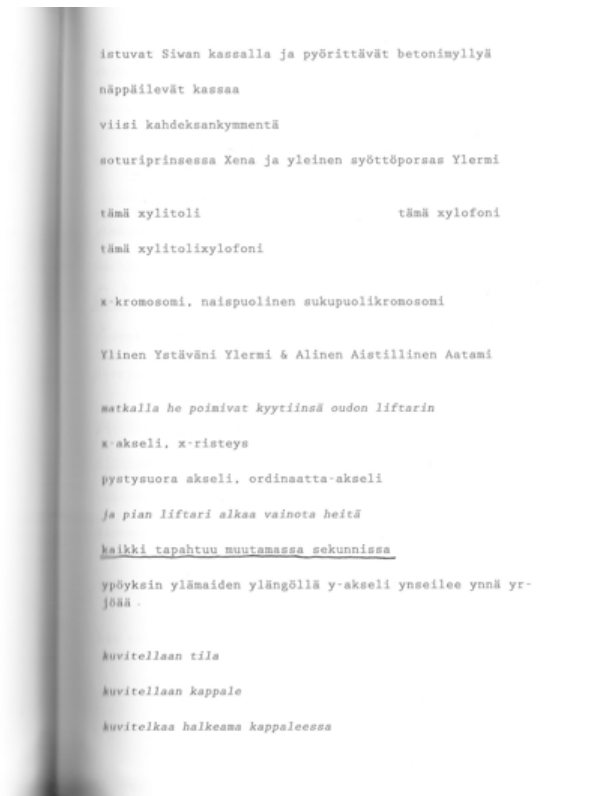 istuvat Siwan kassalla ja pyörittävät betonimyllyä
näppäilevät kassaa
viisi kahdeksankymmentä
soturiprinsessa Xena ja yleinen syöttöporsas Ylermi
tämä xylitoli tämä xylofoni
tämä xylitolixylofoni
x-kromosomi, naispuolinen sukupuolikromosomi
Ylinen Ystäväni Ylermi & Alinen Aistillinen Aatami
matkalla he poimivat kyytiinsä oudon liftarin
x-akseli, x-risteys
pystysuora akseli, ordinaatta-akseli
ja pian liftari alkaa vainota heitä
kaikki tapahtuu muutamassa sekunnissa
ypöyksin ylämaiden ylängöllä y-akseli ynseilee ynnä yr-
jöää
kuvitellaan tila
kuvitellaan kappale
kuvitelkaa halkeama kappaleessa